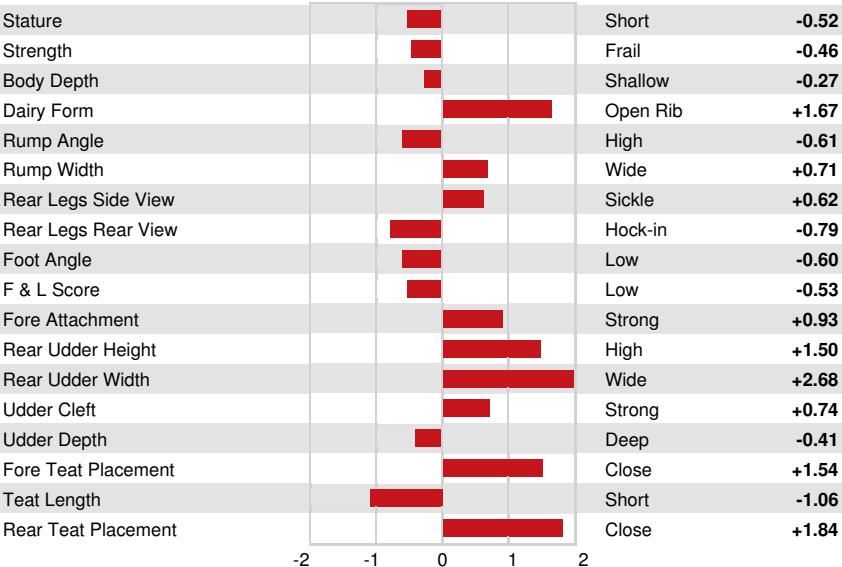 Stature Short -0.52
Strength Frail -0.46
Body Depth Shallow -0.27
Dairy Form Open Rib +1.67
Rump Angle High -0.61
Rump Width Wide +0.71
Rear Legs Side View Sickle +0.62
Rear Legs Rear View Hock-in -0.79
Foot Angle Low -0.60
F & L Score Low -0.53
Fore Attachment Strong +0.93
Rear Udder Height High +1.50
Rear Udder Width Wide +2.68
Udder Cleft Strong +0.74
Udder Depth Deep -0.41
Fore Teat Placement Close +1.54
Teat Length Short -1.06
Rear Teat Placement Close +1.84
-2 -1 0 1 2